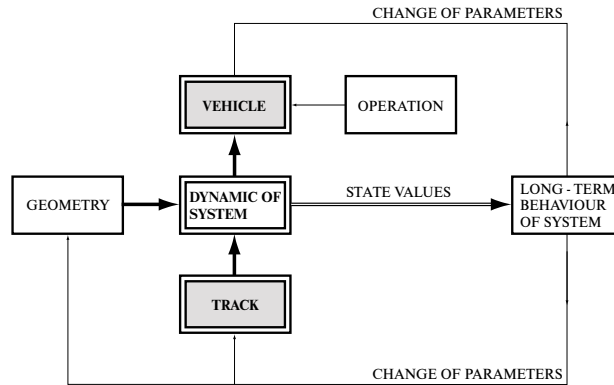 CHANGE OF PARAMETERS
VEHICLE
OPERATION
GEOMETRY
DYNAMIC OF
SYSTEM
STATE VALUES
LONG - TERM
BEHAVIOUR
OF SYSTEM
TRACK
CHANGE OF PARAMETERS